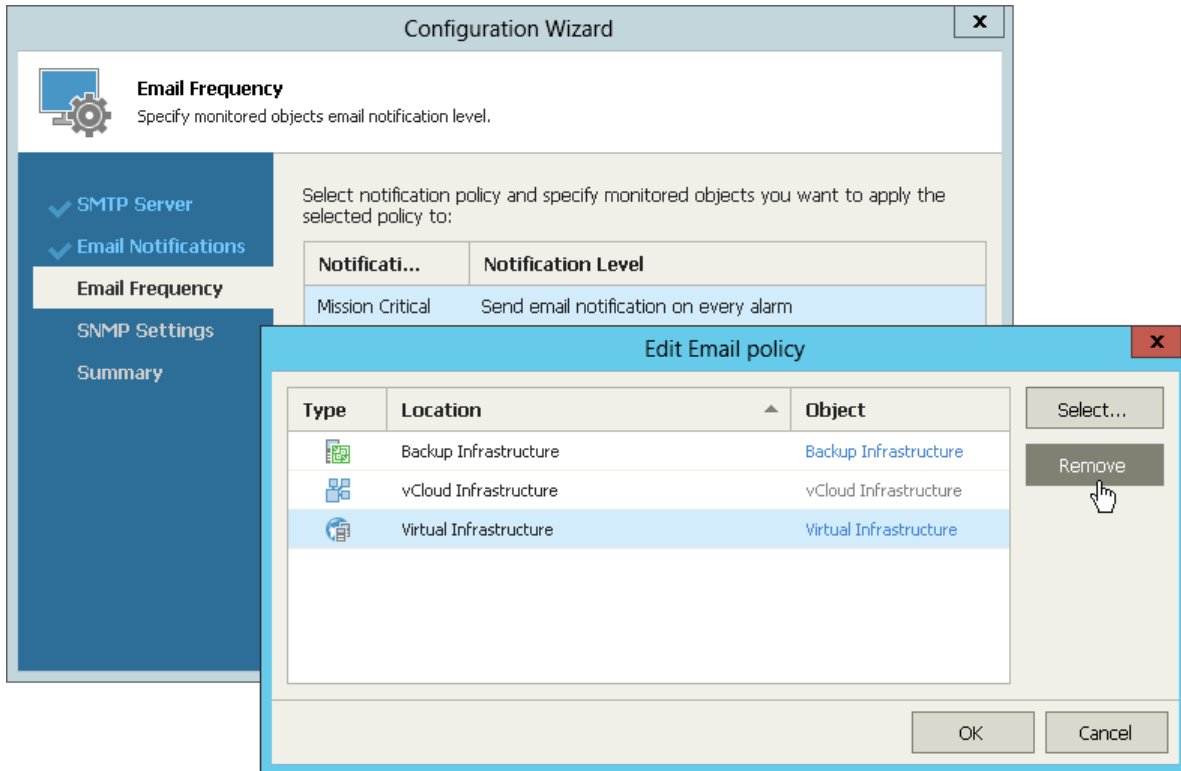 Configuration Wizard
x
Email Frequency
Specify monitored objects email notification level.
SMTP Server
Email Notifications
Email Frequency
SNMP Settings
Summary
Select notification policy and specify monitored objects you want to apply the
selected policy to:
Notificati... Notification Level
Mission Critical Send email notification on every alarm
Edit Email policy
x
Type Location Object
Backup Infrastructure Backup Infrastructure
vCloud Infrastructure vCloud Infrastructure
Virtual Infrastructure Virtual Infrastructure
Select...
Remove
OK Cancel